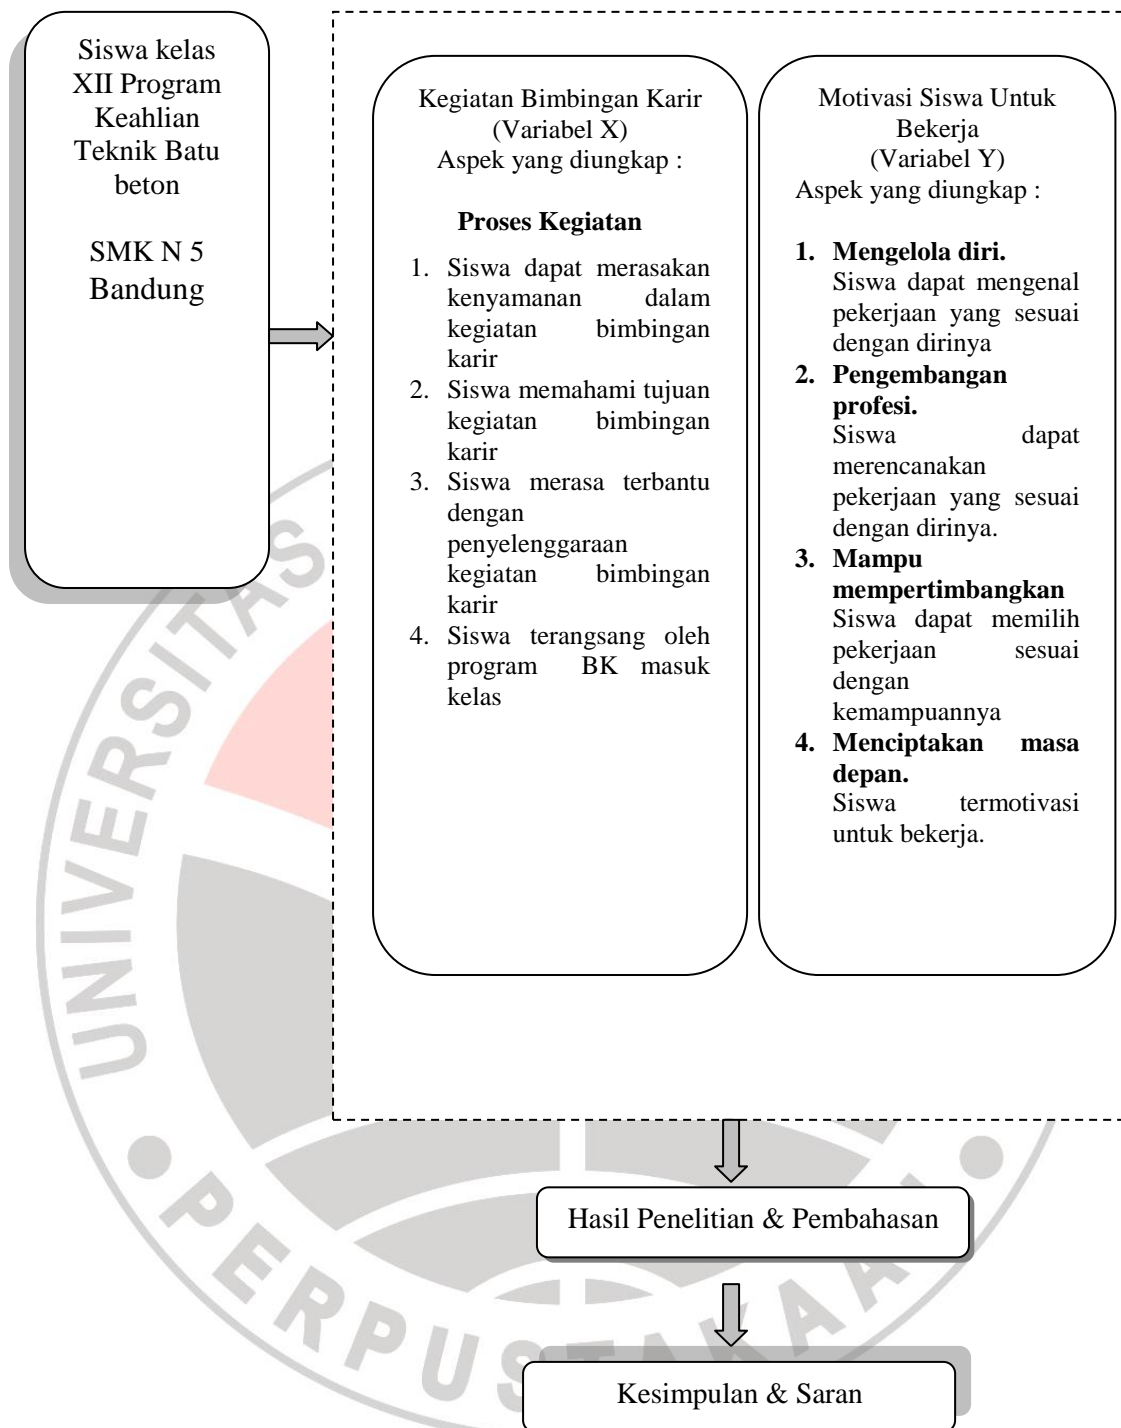 Siswa kelas
XII Program
Keahlian
Teknik Batu
beton
SMK N 5
Bandung
Kegiatan Bimbingan Karir
(Variabel X)
Aspek yang diungkap :
Proses Kegiatan
1. Siswa dapat merasakan
kenyamanan dalam
kegiatan bimbingan
karir
2. Siswa memahami tujuan
kegiatan bimbingan
karir
3. Siswa merasa terbantu
dengan
penyelenggaraan
kegiatan bimbingan
karir
4. Siswa terangsang oleh
program BK masuk
kelas
Motivasi Siswa Untuk
Bekerja
(Variabel Y)
Aspek yang diungkap :
1. Mengelola diri.
Siswa dapat mengenal
pekerjaan yang sesuai
dengan dirinya
2. Pengembangan
profesi.
Siswa dapat
merencanakan
pekerjaan yang sesuai
dengan dirinya.
3. Mampu
mempertimbangkan
Siswa dapat memilih
pekerjaan sesuai
dengan
kemampuannya
4. Menciptakan masa
depan.
Siswa termotivasi
untuk bekerja.
Hasil Penelitian & Pembahasan
Kesimpulan & Saran
UNIVERSITAS
PERPUSTAKAAN